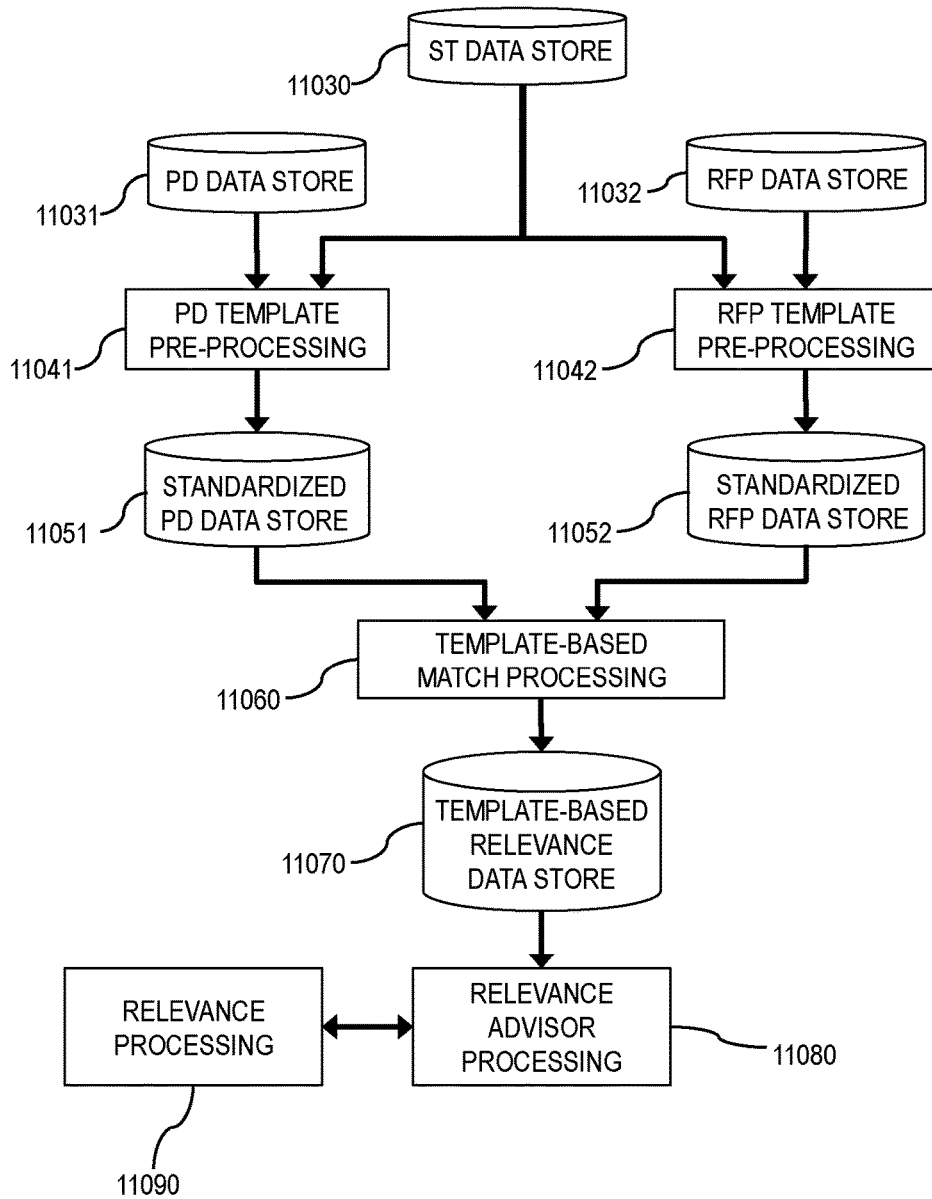 ST DATA STORE
11030
PD DATA STORE
11031
RFP DATA STORE
11032
PD TEMPLATE
PRE-PROCESSING
11041
RFP TEMPLATE
PRE-PROCESSING
11042
STANDARDIZED
PD DATA STORE
11051
STANDARDIZED
RFP DATA STORE
11052
TEMPLATE-BASED
MATCH PROCESSING
11060
TEMPLATE-BASED
RELEVANCE
DATA STORE
11070
RELEVANCE
PROCESSING
RELEVANCE
ADVISOR
PROCESSING
11080
11090